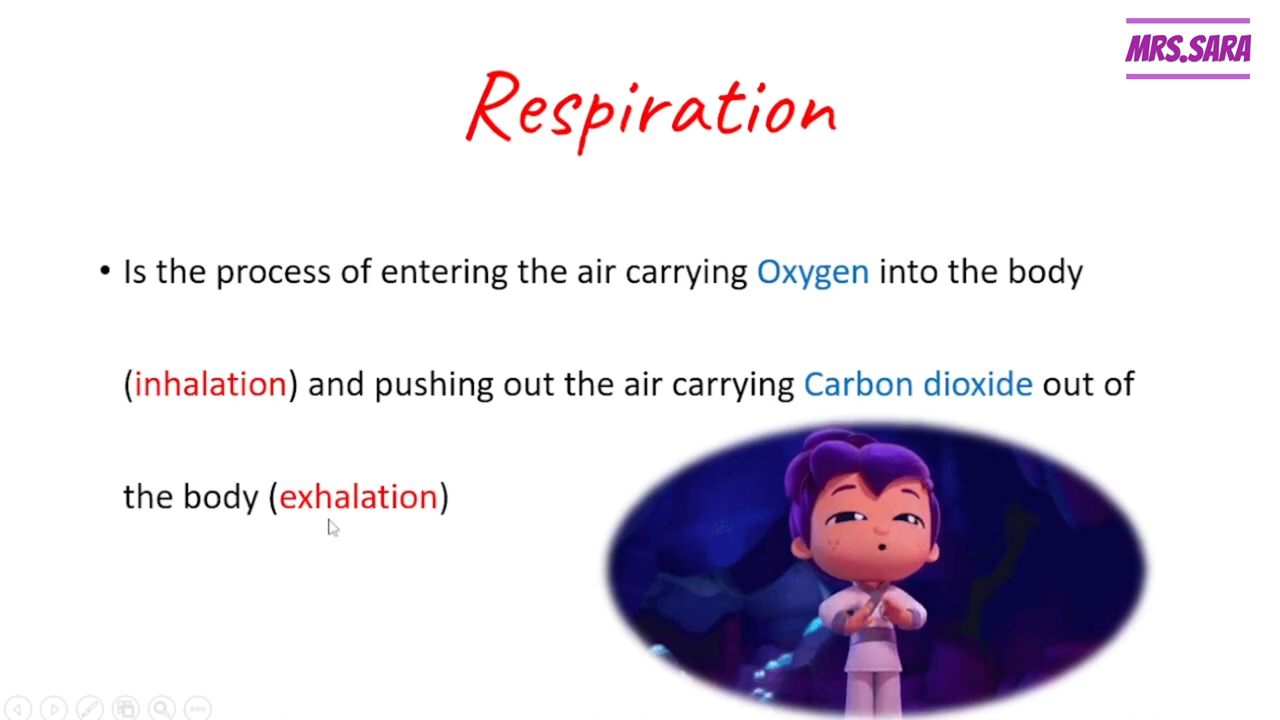 MRS.SARA
Respiration
• Is the process of entering the air carrying Oxygen into the body
(inhalation) and pushing out the air carrying Carbon dioxide out of
the body (exhalation)